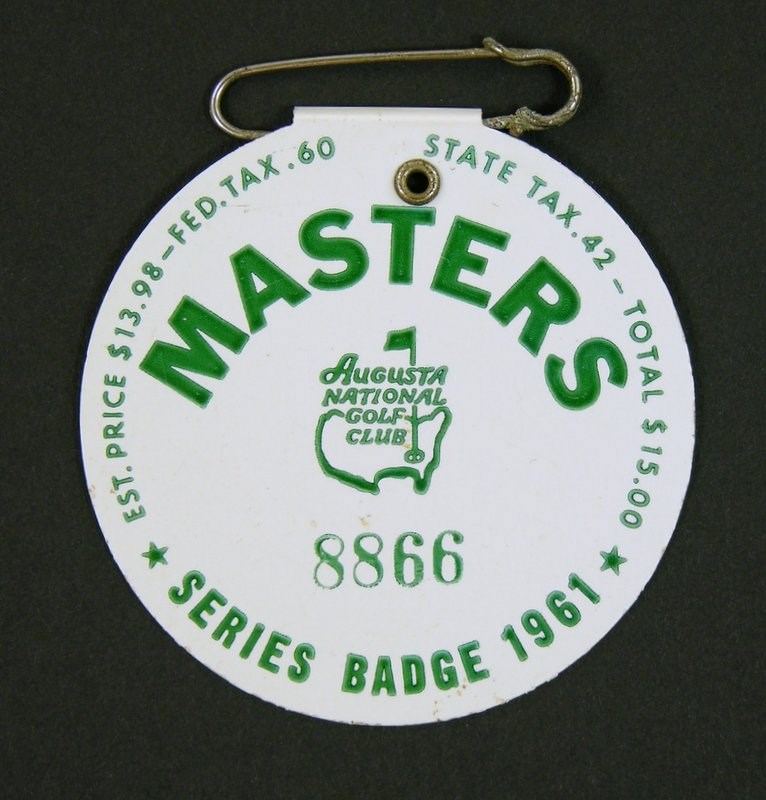 EST. PRICE $13.98–FED. TAX .60
STATE TAX .42–TOTAL $15.00
MASTERS
AUGUSTA
NATIONAL
GOLF
CLUB
8866
★ SERIES BADGE 1961 ★